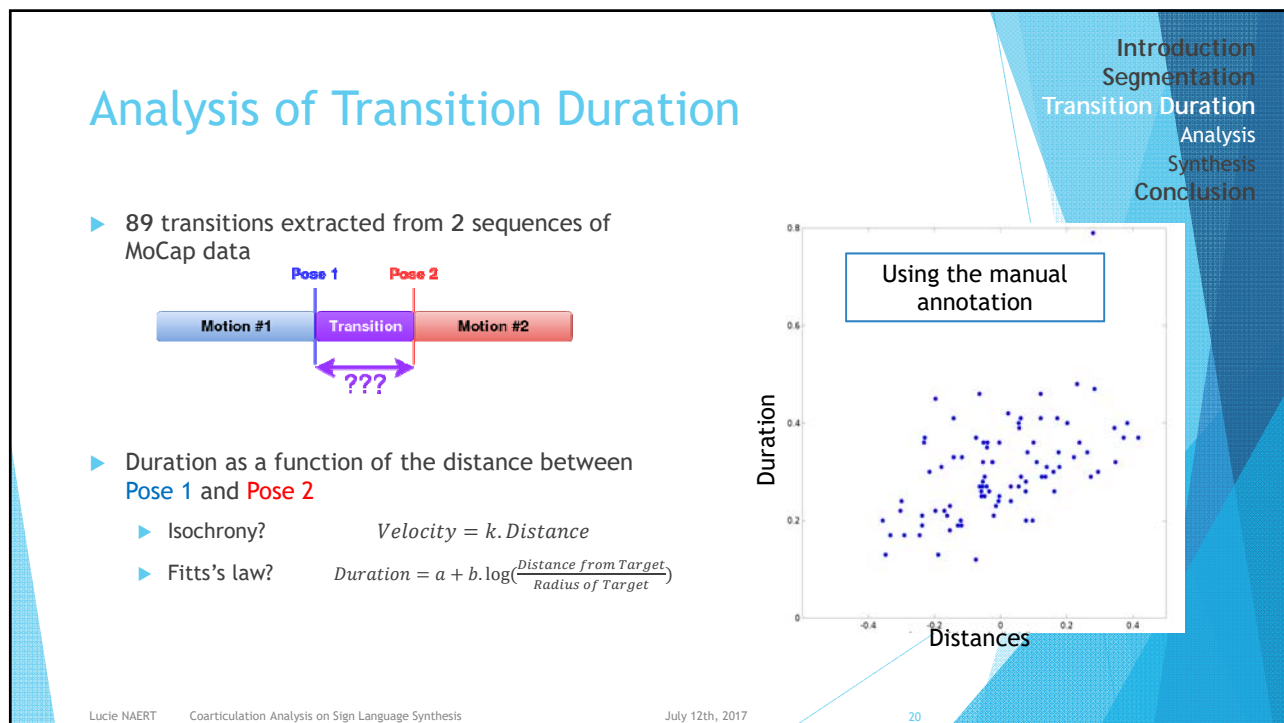 Analysis of Transition Duration
Introduction
Segmentation
Transition Duration
Analysis
Synthesis
Conclusion
▶ 89 transitions extracted from 2 sequences of
MoCap data
Pose 1 Pose 2
Motion #1 Transition Motion #2
???
▶ Duration as a function of the distance between
Pose 1 and Pose 2
▶ Isochrony? Velocity = k. Distance
▶ Fitts's law? Duration = a + b. log(Distance from Target / Radius of Target)
Using the manual
annotation
0.8
0.6
0.4
0.2
0
Duration
-0.4 -0.2 0 0.2 0.4
Distances
Lucie NAERT Coarticulation Analysis on Sign Language Synthesis July 12th, 2017 20